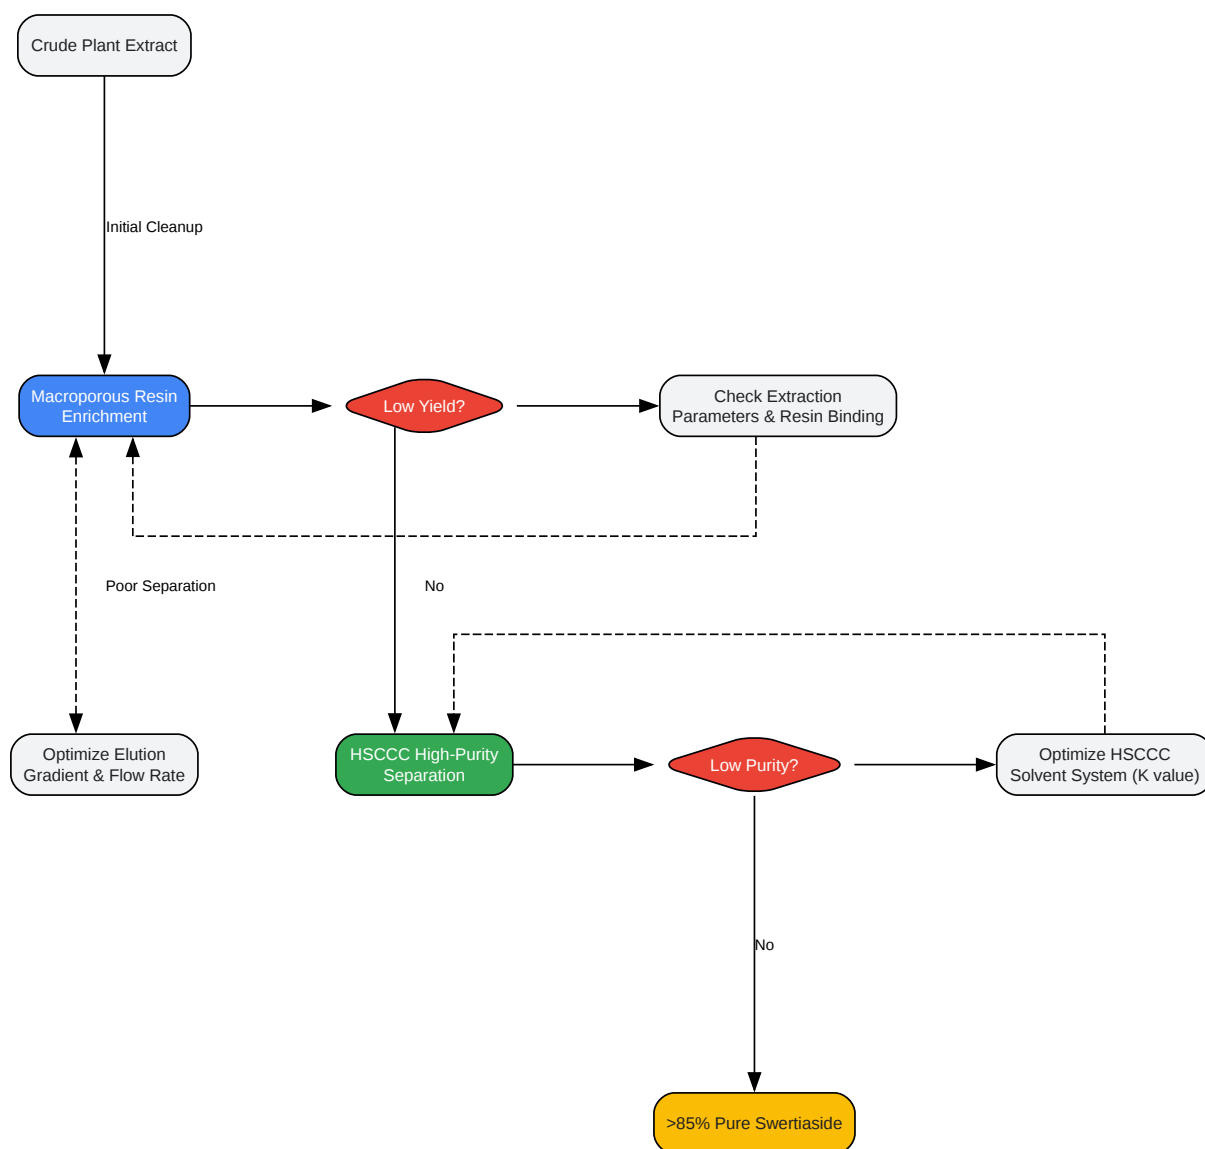 Crude Plant Extract
Initial Cleanup
Macroporous Resin
Enrichment
Low Yield?
Check Extraction
Parameters & Resin Binding
Poor Separation
No
Optimize Elution
Gradient & Flow Rate
HSCCC High-Purity
Separation
Low Purity?
Optimize HSCCC
Solvent System (K value)
No
>85% Pure Swertiaside